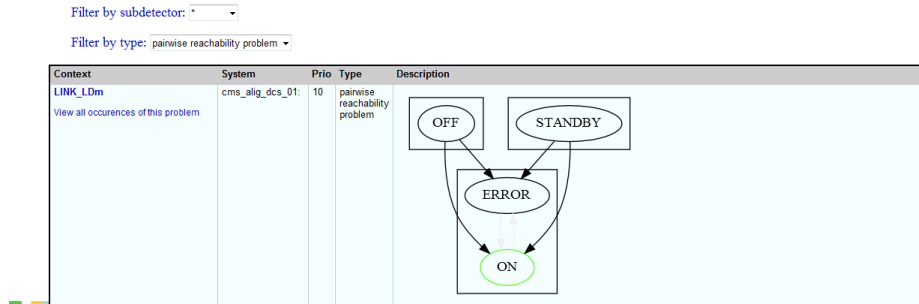 Filter by subdetector: *
Filter by type: pairwise reachability problem
Context System Prio Type Description
LINK_LDm cms_alig_dcs_01: 10 pairwise
reachability
problem
View all occurences of this problem
OFF STANDBY
ERROR
ON